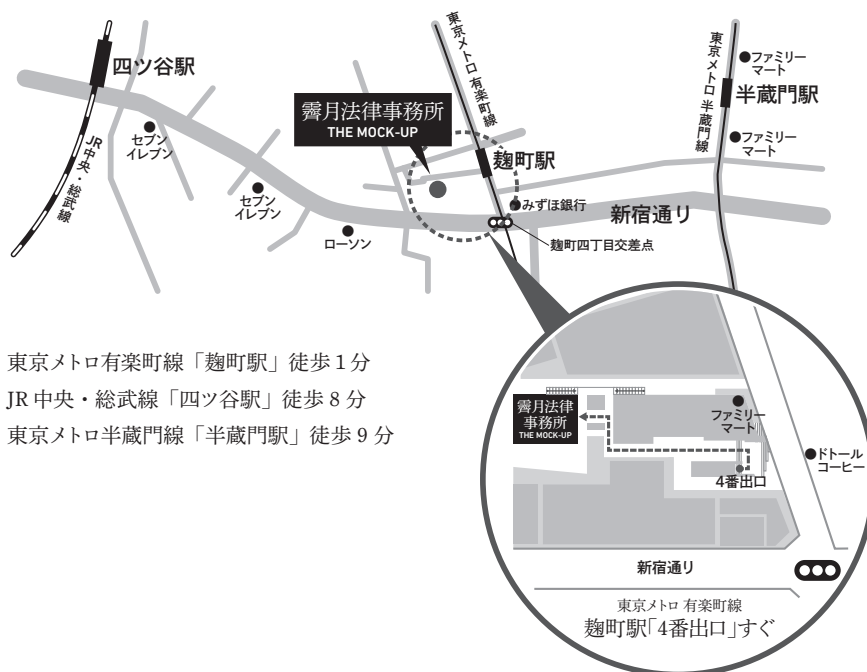 四ツ谷駅
JR中央・総武線
セブン
イレブン
セブン
イレブン
ローソン
霽月法律事務所
THE MOCK-UP
東京メトロ 有楽町線
麹町駅
みずほ銀行
麹町四丁目交差点
新宿通り
東京メトロ 半蔵門線
ファミリー
マート
半蔵門駅
ファミリー
マート
東京メトロ有楽町線「麹町駅」徒歩1分
JR中央・総武線「四ツ谷駅」徒歩8分
東京メトロ半蔵門線「半蔵門駅」徒歩9分
霽月法律
事務所
THE MOCK-UP
ファミリー
マート
4番出口
ドトール
コーヒー
新宿通り
東京メトロ 有楽町線
麹町駅「4番出口」すぐ